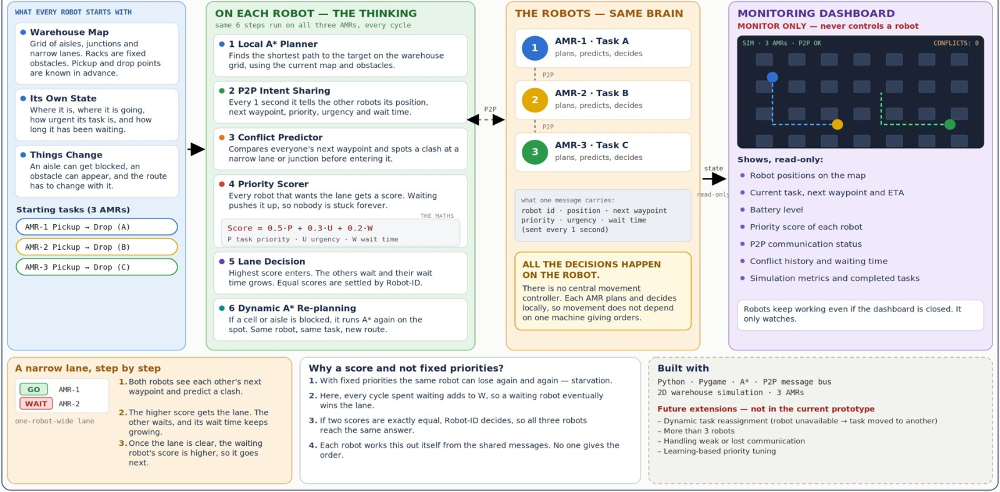 WHAT EVERY ROBOT STARTS WITH
Warehouse Map
Grid of aisles, junctions and
narrow lanes. Racks are fixed
obstacles. Pickup and drop points
are known in advance.
Its Own State
Where it is, where it is going,
how urgent its task is, and how
long it has been waiting.
Things Change
An aisle can get blocked, an
obstacle can appear, and the route
has to change with it.
Starting tasks (3 AMRs)
AMR-1 Pickup → Drop (A)
AMR-2 Pickup → Drop (B)
AMR-3 Pickup → Drop (C)
ON EACH ROBOT — THE THINKING
same 6 steps run on all three AMRs, every cycle
1 Local A* Planner
Finds the shortest path to the target on the warehouse
grid, using the current map and obstacles.
2 P2P Intent Sharing
Every 1 second it tells the other robots its position,
next waypoint, priority, urgency and wait time.
3 Conflict Predictor
Compares everyone's next waypoint and spots a clash at a
narrow lane or junction before entering it.
4 Priority Scorer
Every robot that wants the lane gets a score. Waiting
pushes it up, so nobody is stuck forever.
THE MATHS
Score = 0.5·P + 0.3·U + 0.2·W
P task priority · U urgency · W wait time
5 Lane Decision
Highest score enters. The others wait and their wait
time grows. Equal scores are settled by Robot-ID.
6 Dynamic A* Re-planning
If a cell or aisle is blocked, it runs A* again on the
spot. Same robot, same task, new route.
P2P
THE ROBOTS — SAME BRAIN
1
AMR-1 · Task A
plans, predicts, decides
P2P
2
AMR-2 · Task B
plans, predicts, decides
P2P
3
AMR-3 · Task C
plans, predicts, decides
what one message carries:
robot id · position · next waypoint
priority · urgency · wait time
(sent every 1 second)
ALL THE DECISIONS HAPPEN
ON THE ROBOT.
There is no central movement
controller. Each AMR plans and decides
locally, so movement does not depend
on one machine giving orders.
state
read-only
MONITORING DASHBOARD
MONITOR ONLY — never controls a robot
SIM · 3 AMRs · P2P OK
CONFLICTS: 0
Shows, read-only:
Robot positions on the map
Current task, next waypoint and ETA
Battery level
Priority score of each robot
P2P communication status
Conflict history and waiting time
Simulation metrics and completed tasks
Robots keep working even if the dashboard is closed. It
only watches.
A narrow lane, step by step
GO AMR-1
WAIT AMR-2
one-robot-wide lane
1. Both robots see each other's next
waypoint and predict a clash.
2. The higher score gets the lane. The
other waits, and its wait time keeps
growing.
3. Once the lane is clear, the waiting
robot's score is higher, so it goes
next.
Why a score and not fixed priorities?
1. With fixed priorities the same robot can lose again and again — starvation.
2. Here, every cycle spent waiting adds to W, so a waiting robot eventually
wins the lane.
3. If two scores are exactly equal, Robot-ID decides, so all three robots
reach the same answer.
4. Each robot works this out itself from the shared messages. No one gives the
order.
Built with
Python · Pygame · A* · P2P message bus
2D warehouse simulation · 3 AMRs
Future extensions — not in the current prototype
– Dynamic task reassignment (robot unavailable → task moved to another)
– More than 3 robots
– Handling weak or lost communication
– Learning-based priority tuning